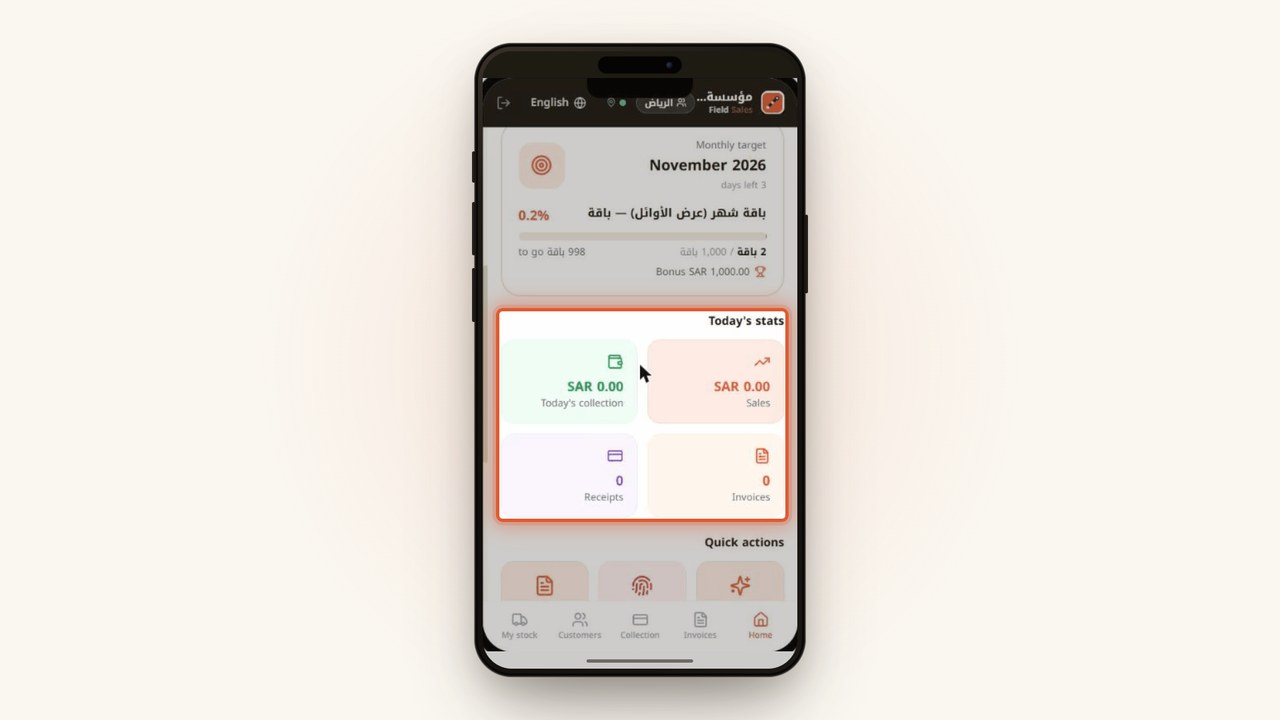 مؤسسة...
Field Sales
الرياض
English
Monthly target
November 2026
days left 3
باقة شهر (عرض الأوائل) — باقة
0.2%
2 باقة / 1,000 باقة
998 باقة to go
Bonus SAR 1,000.00
Today's stats
SAR 0.00
Sales
SAR 0.00
Today's collection
0
Invoices
0
Receipts
Quick actions
My stock
Customers
Collection
Invoices
Home